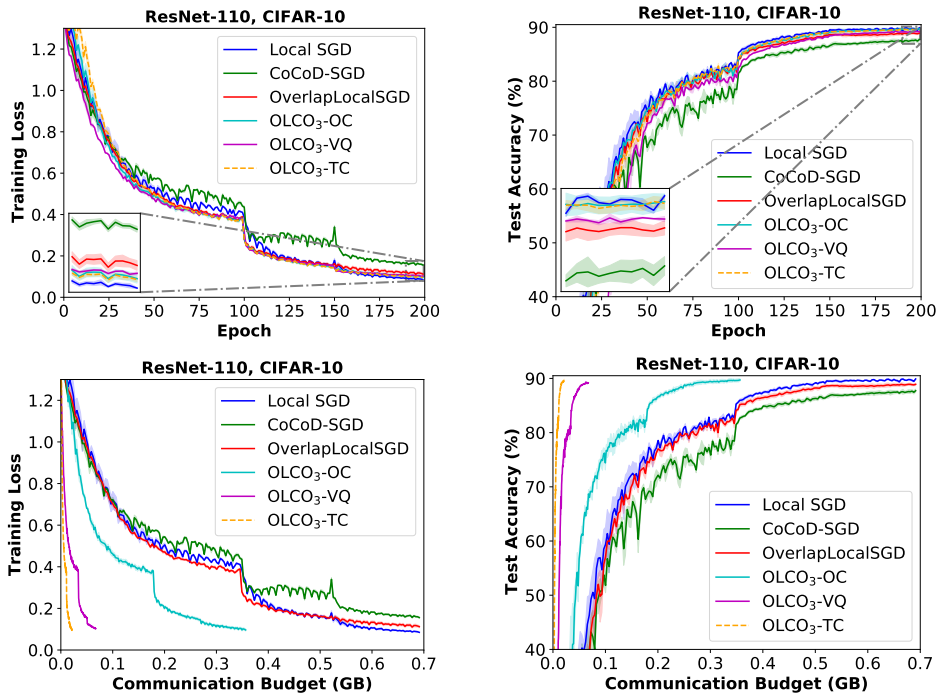 ResNet-110, CIFAR-10
Training Loss
1.2
1.0
0.8
0.6
0.4
0.2
0.0
Local SGD
CoCoD-SGD
OverlapLocalSGD
OLCO₃-OC
OLCO₃-VQ
OLCO₃-TC
0 25 50 75 100 125 150 175 200
Epoch
ResNet-110, CIFAR-10
Test Accuracy (%)
90
80
70
60
50
40
Local SGD
CoCoD-SGD
OverlapLocalSGD
OLCO₃-OC
OLCO₃-VQ
OLCO₃-TC
0 25 50 75 100 125 150 175 200
Epoch
ResNet-110, CIFAR-10
Training Loss
1.2
1.0
0.8
0.6
0.4
0.2
0.0
Local SGD
CoCoD-SGD
OverlapLocalSGD
OLCO₃-OC
OLCO₃-VQ
OLCO₃-TC
0.0 0.1 0.2 0.3 0.4 0.5 0.6 0.7
Communication Budget (GB)
ResNet-110, CIFAR-10
Test Accuracy (%)
90
80
70
60
50
40
Local SGD
CoCoD-SGD
OverlapLocalSGD
OLCO₃-OC
OLCO₃-VQ
OLCO₃-TC
0.0 0.1 0.2 0.3 0.4 0.5 0.6 0.7
Communication Budget (GB)